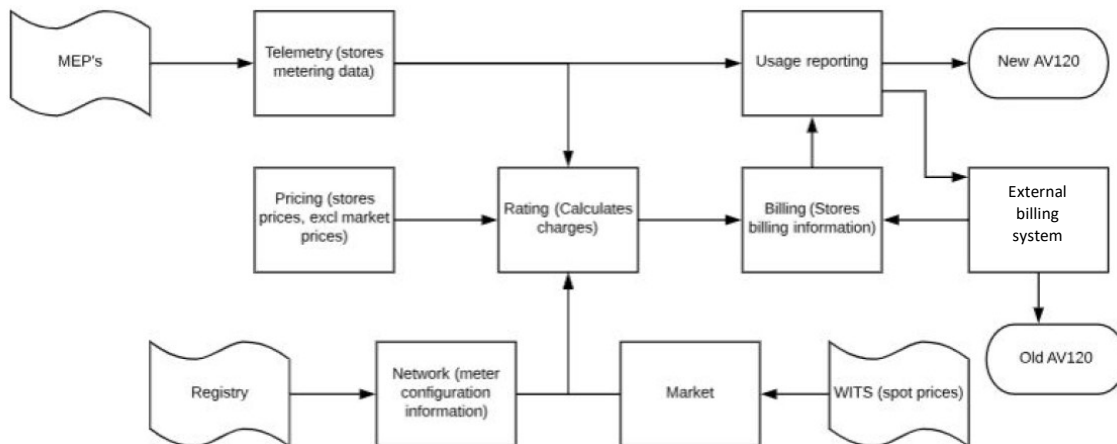 MEP's
Telemetry (stores
metering data)
Usage reporting
New AV120
Pricing (stores
prices, excl market
prices)
Rating (Calculates
charges)
Billing (Stores
billing information)
External
billing
system
Registry
Network (meter
configuration
information)
Market
WITS (spot prices)
Old AV120